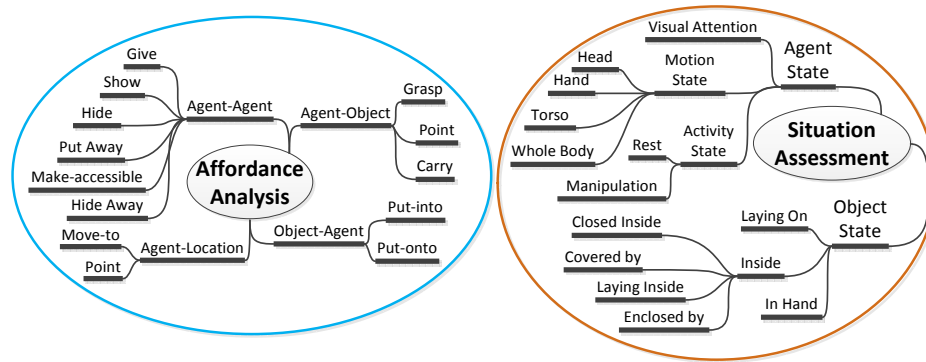 Give
Show
Hide
Put Away
Make-accessible
Hide Away
Agent-Agent
Move-to
Point
Agent-Location
Affordance
Analysis
Agent-Object
Grasp
Point
Carry
Object-Agent
Put-into
Put-onto
Visual Attention
Head
Hand
Torso
Whole Body
Motion
State
Agent
State
Rest
Manipulation
Activity
State
Situation
Assessment
Closed Inside
Covered by
Laying Inside
Enclosed by
Inside
Laying On
In Hand
Object
State